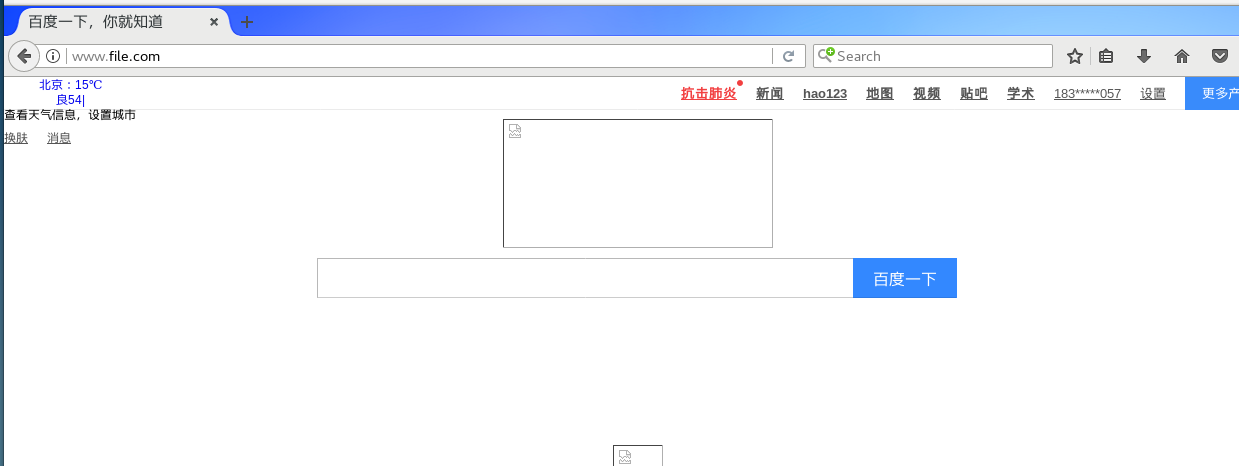 百度一下，你就知道
www.file.com
Search
北京：15℃
良54|
查看天气信息，设置城市
换肤 消息
抗击肺炎 新闻 hao123 地图 视频 贴吧 学术 183*****057 设置 更多产
百度一下